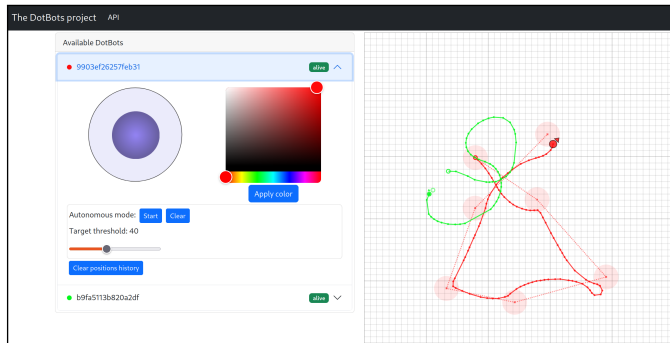 The DotBots project API
Available DotBots
9903ef26257feb31 alive
Apply color
Autonomous mode: Start Clear
Target threshold: 40
Clear positions history
b9fa5113b820a2df alive